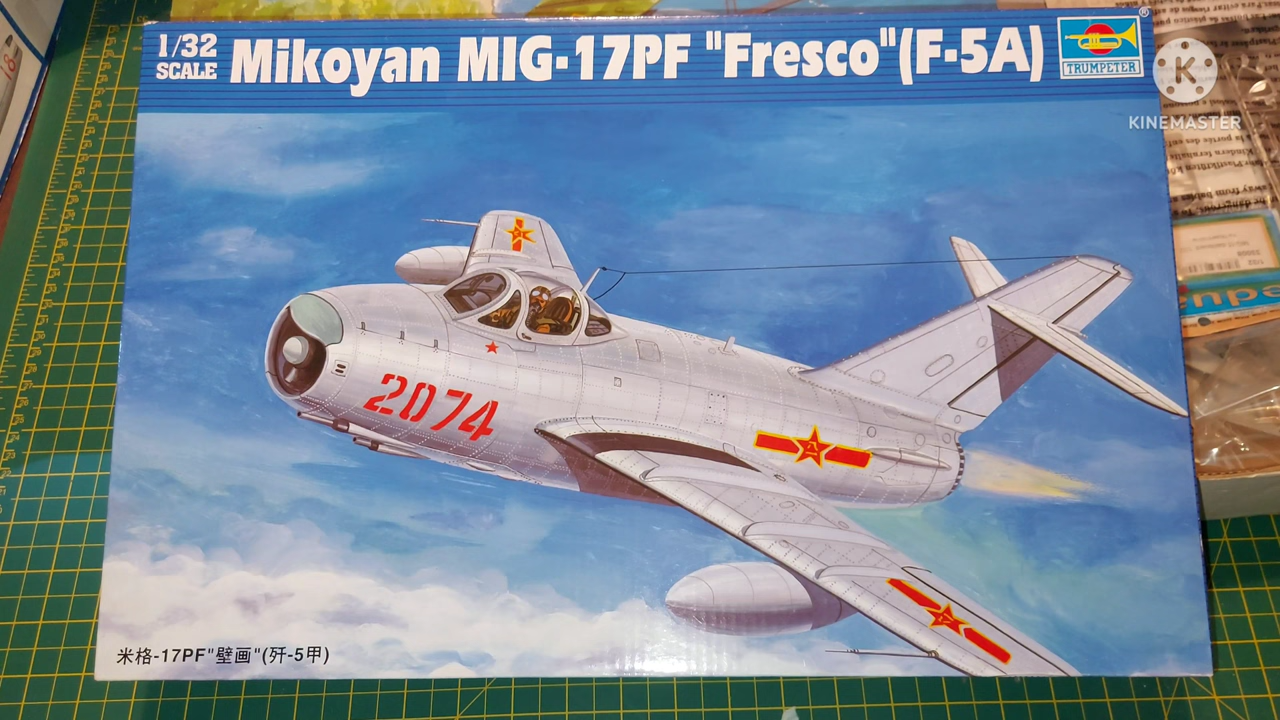 1/32
SCALE
Mikoyan MIG-17PF "Fresco"(F-5A)
TRUMPETER
®
K
KINEMASTER
2074
米格-17PF"壁画"(歼-5甲)